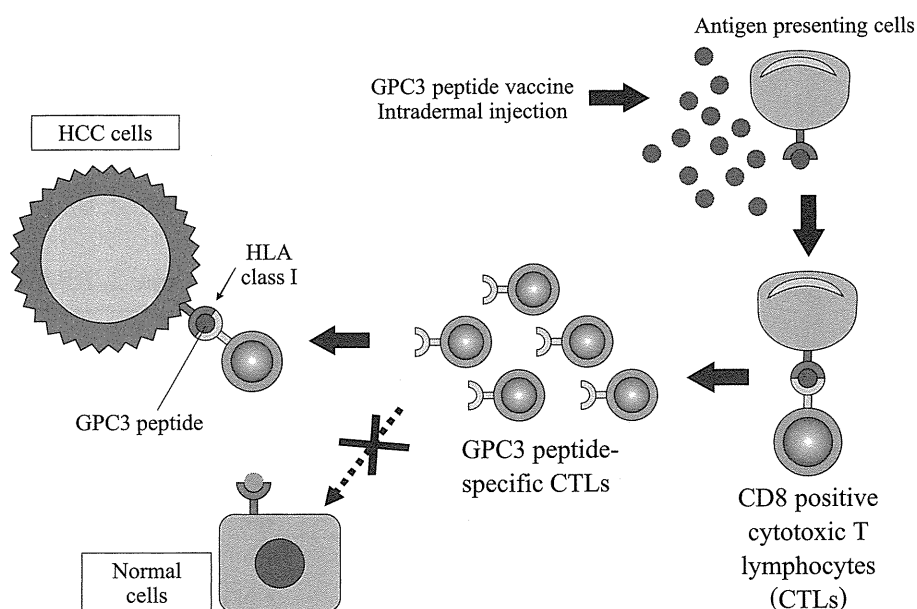 Antigen presenting cells
GPC3 peptide vaccine
Intradermal injection
HCC cells
HLA
class I
GPC3 peptide
GPC3 peptide-
specific CTLs
CD8 positive
cytotoxic T
lymphocytes
(CTLs)
Normal
cells